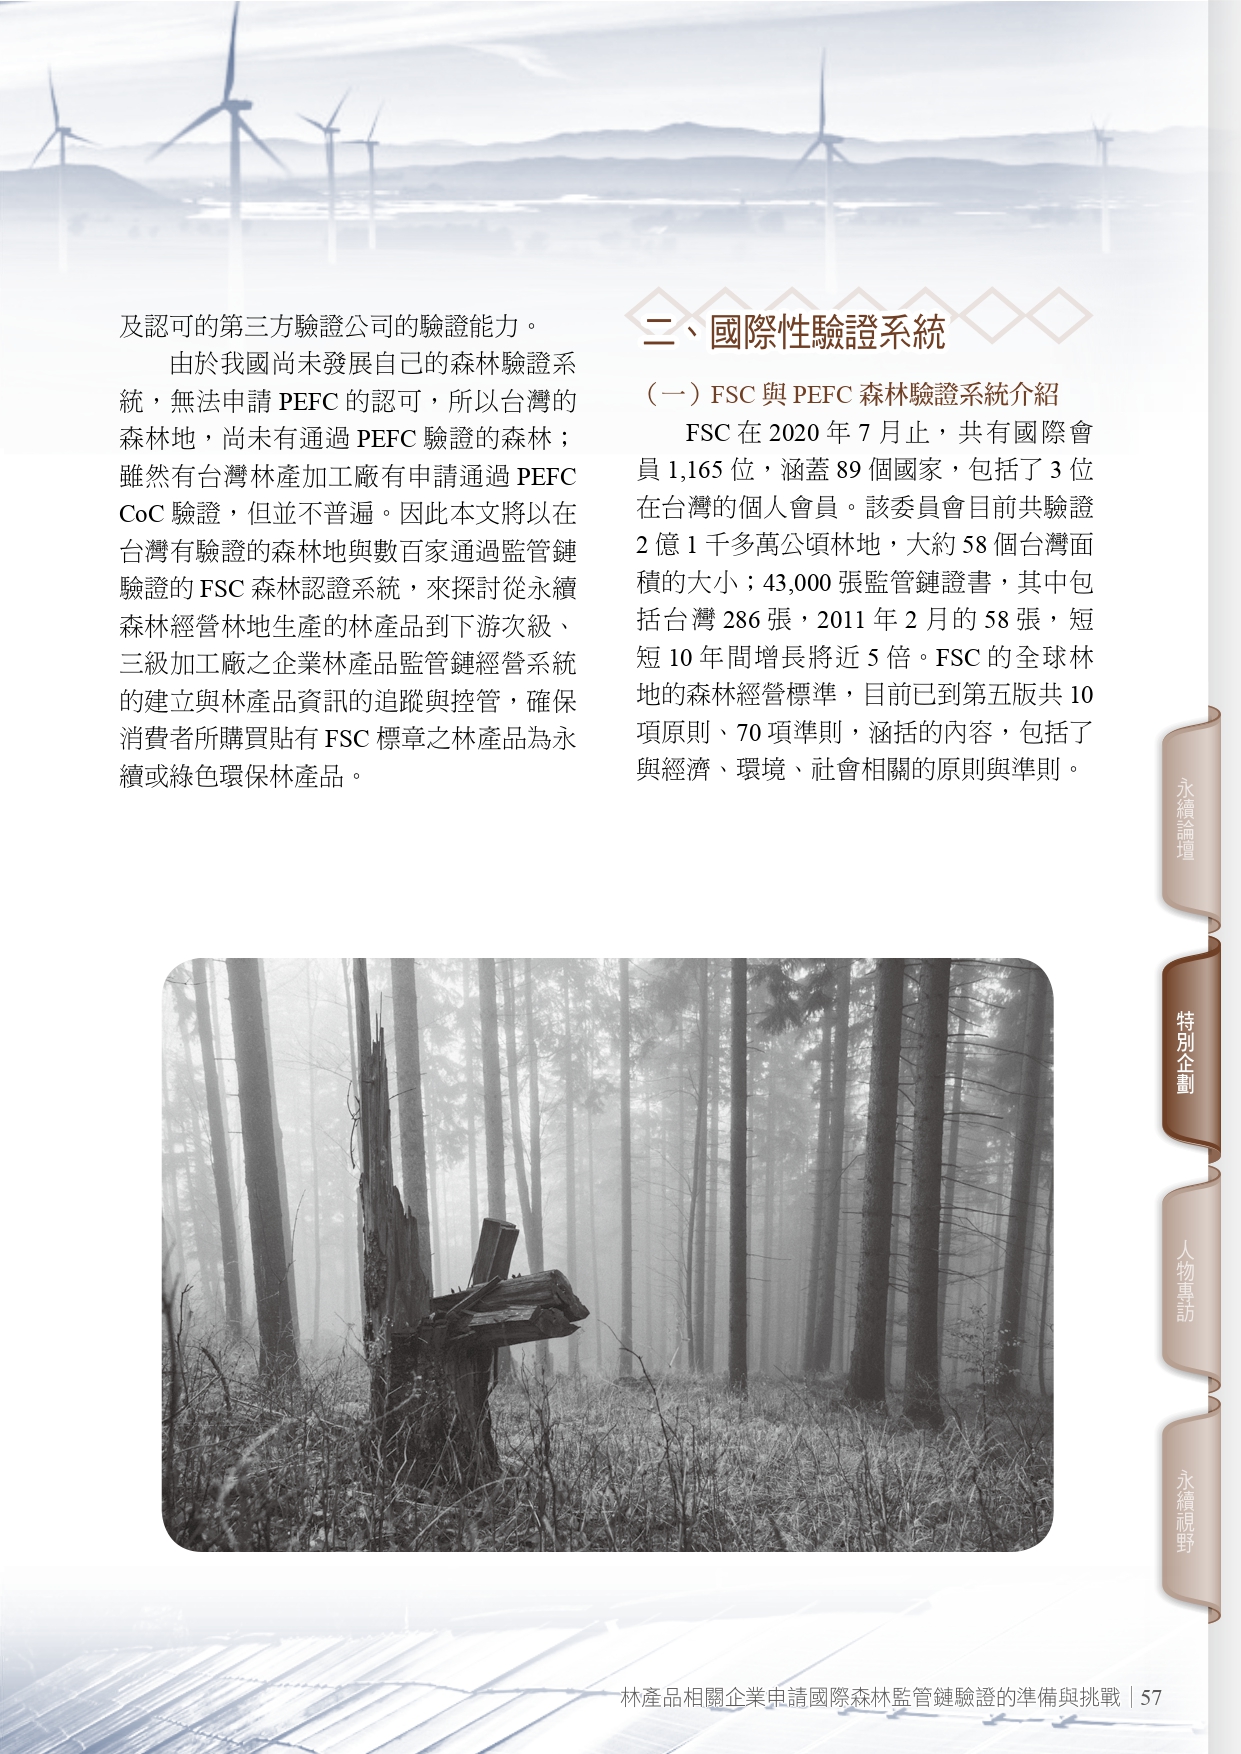 及認可的第三方驗證公司的驗證能力。
由於我國尚未發展自己的森林驗證系
統，無法申請 PEFC 的認可，所以台灣的
森林地，尚未有通過 PEFC 驗證的森林；
雖然有台灣林產加工廠有申請通過 PEFC
CoC 驗證，但並不普遍。因此本文將以在
台灣有驗證的森林地與數百家通過監管鏈
驗證的 FSC 森林認證系統，來探討從永續
森林經營林地生產的林產品到下游次級、
三級加工廠之企業林產品監管鏈經營系統
的建立與林產品資訊的追蹤與控管，確保
消費者所購買貼有 FSC 標章之林產品為永
續或綠色環保林產品。
二、國際性驗證系統
（一）FSC 與 PEFC 森林驗證系統介紹
FSC 在 2020 年 7 月止，共有國際會
員 1,165 位，涵蓋 89 個國家，包括了 3 位
在台灣的個人會員。該委員會目前共驗證
2 億 1 千多萬公頃林地，大約 58 個台灣面
積的大小；43,000 張監管鏈證書，其中包
括台灣 286 張，2011 年 2 月的 58 張，短
短 10 年間增長將近 5 倍。FSC 的全球林
地的森林經營標準，目前已到第五版共 10
項原則、70 項準則，涵括的內容，包括了
與經濟、環境、社會相關的原則與準則。
永續論壇
特別企劃
人物專訪
永續視野
林產品相關企業申請國際森林監管鏈驗證的準備與挑戰｜57